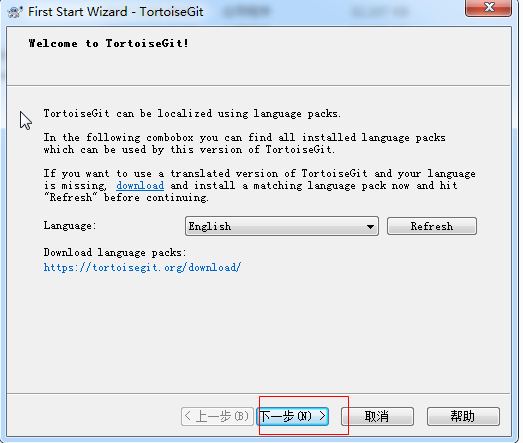 First Start Wizard - TortoiseGit
Welcome to TortoiseGit!
TortoiseGit can be localized using language packs.
In the following combobox you can find all installed language packs
which can be used by this version of TortoiseGit.
If you want to use a translated version of TortoiseGit and your language
is missing, download and install a matching language pack now and hit
"Refresh" before continuing.
Language: English Refresh
Download language packs:
https://tortoisegit.org/download/
< 上一步(B) 下一步(N) > 取消 帮助